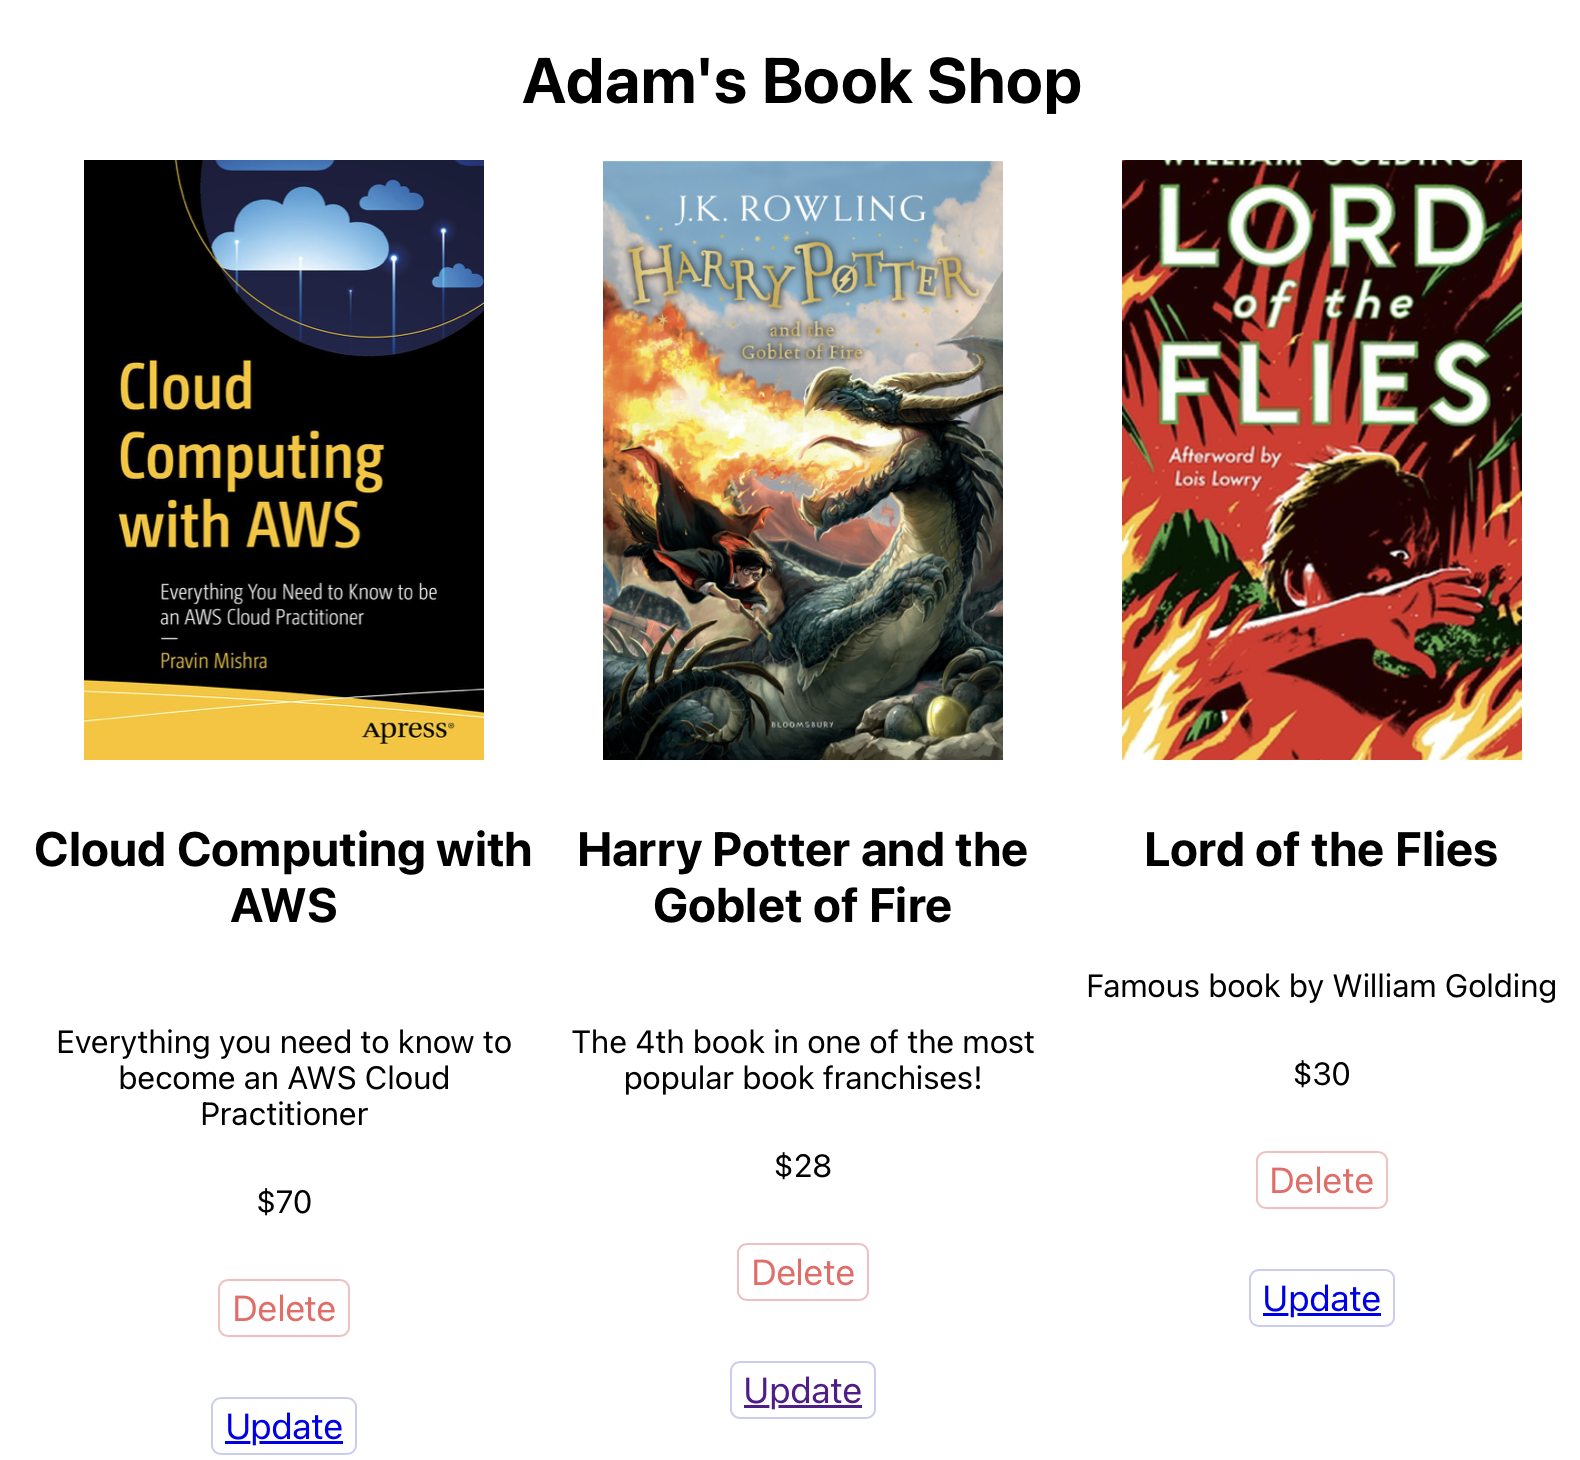 Adam's Book Shop
Cloud
Computing
with AWS
Everything You Need to Know to be
an AWS Cloud Practitioner
—
Pravin Mishra
Apress®
J.K. ROWLING
HARRY POTTER
and the
Goblet of Fire
BLOOMSBURY
WILLIAM GOLDING
LORD
of the
FLIES
Afterword by
Lois Lowry
Cloud Computing with
AWS
Everything you need to know to
become an AWS Cloud
Practitioner
$70
Delete
Update
Harry Potter and the
Goblet of Fire
The 4th book in one of the most
popular book franchises!
$28
Delete
Update
Lord of the Flies
Famous book by William Golding
$30
Delete
Update